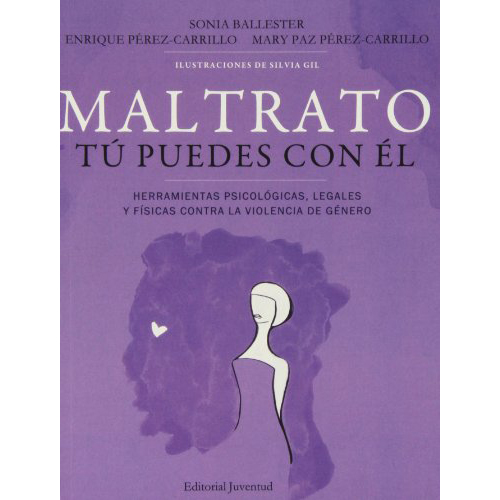 SONIA BALLESTER
ENRIQUE PÉREZ-CARRILLO MARY PAZ PÉREZ-CARRILLO
ILUSTRACIONES DE SILVIA GIL
MALTRATO
TÚ PUEDES CON ÉL
HERRAMIENTAS PSICOLÓGICAS, LEGALES
Y FÍSICAS CONTRA LA VIOLENCIA DE GÉNERO
Editorial Juventud